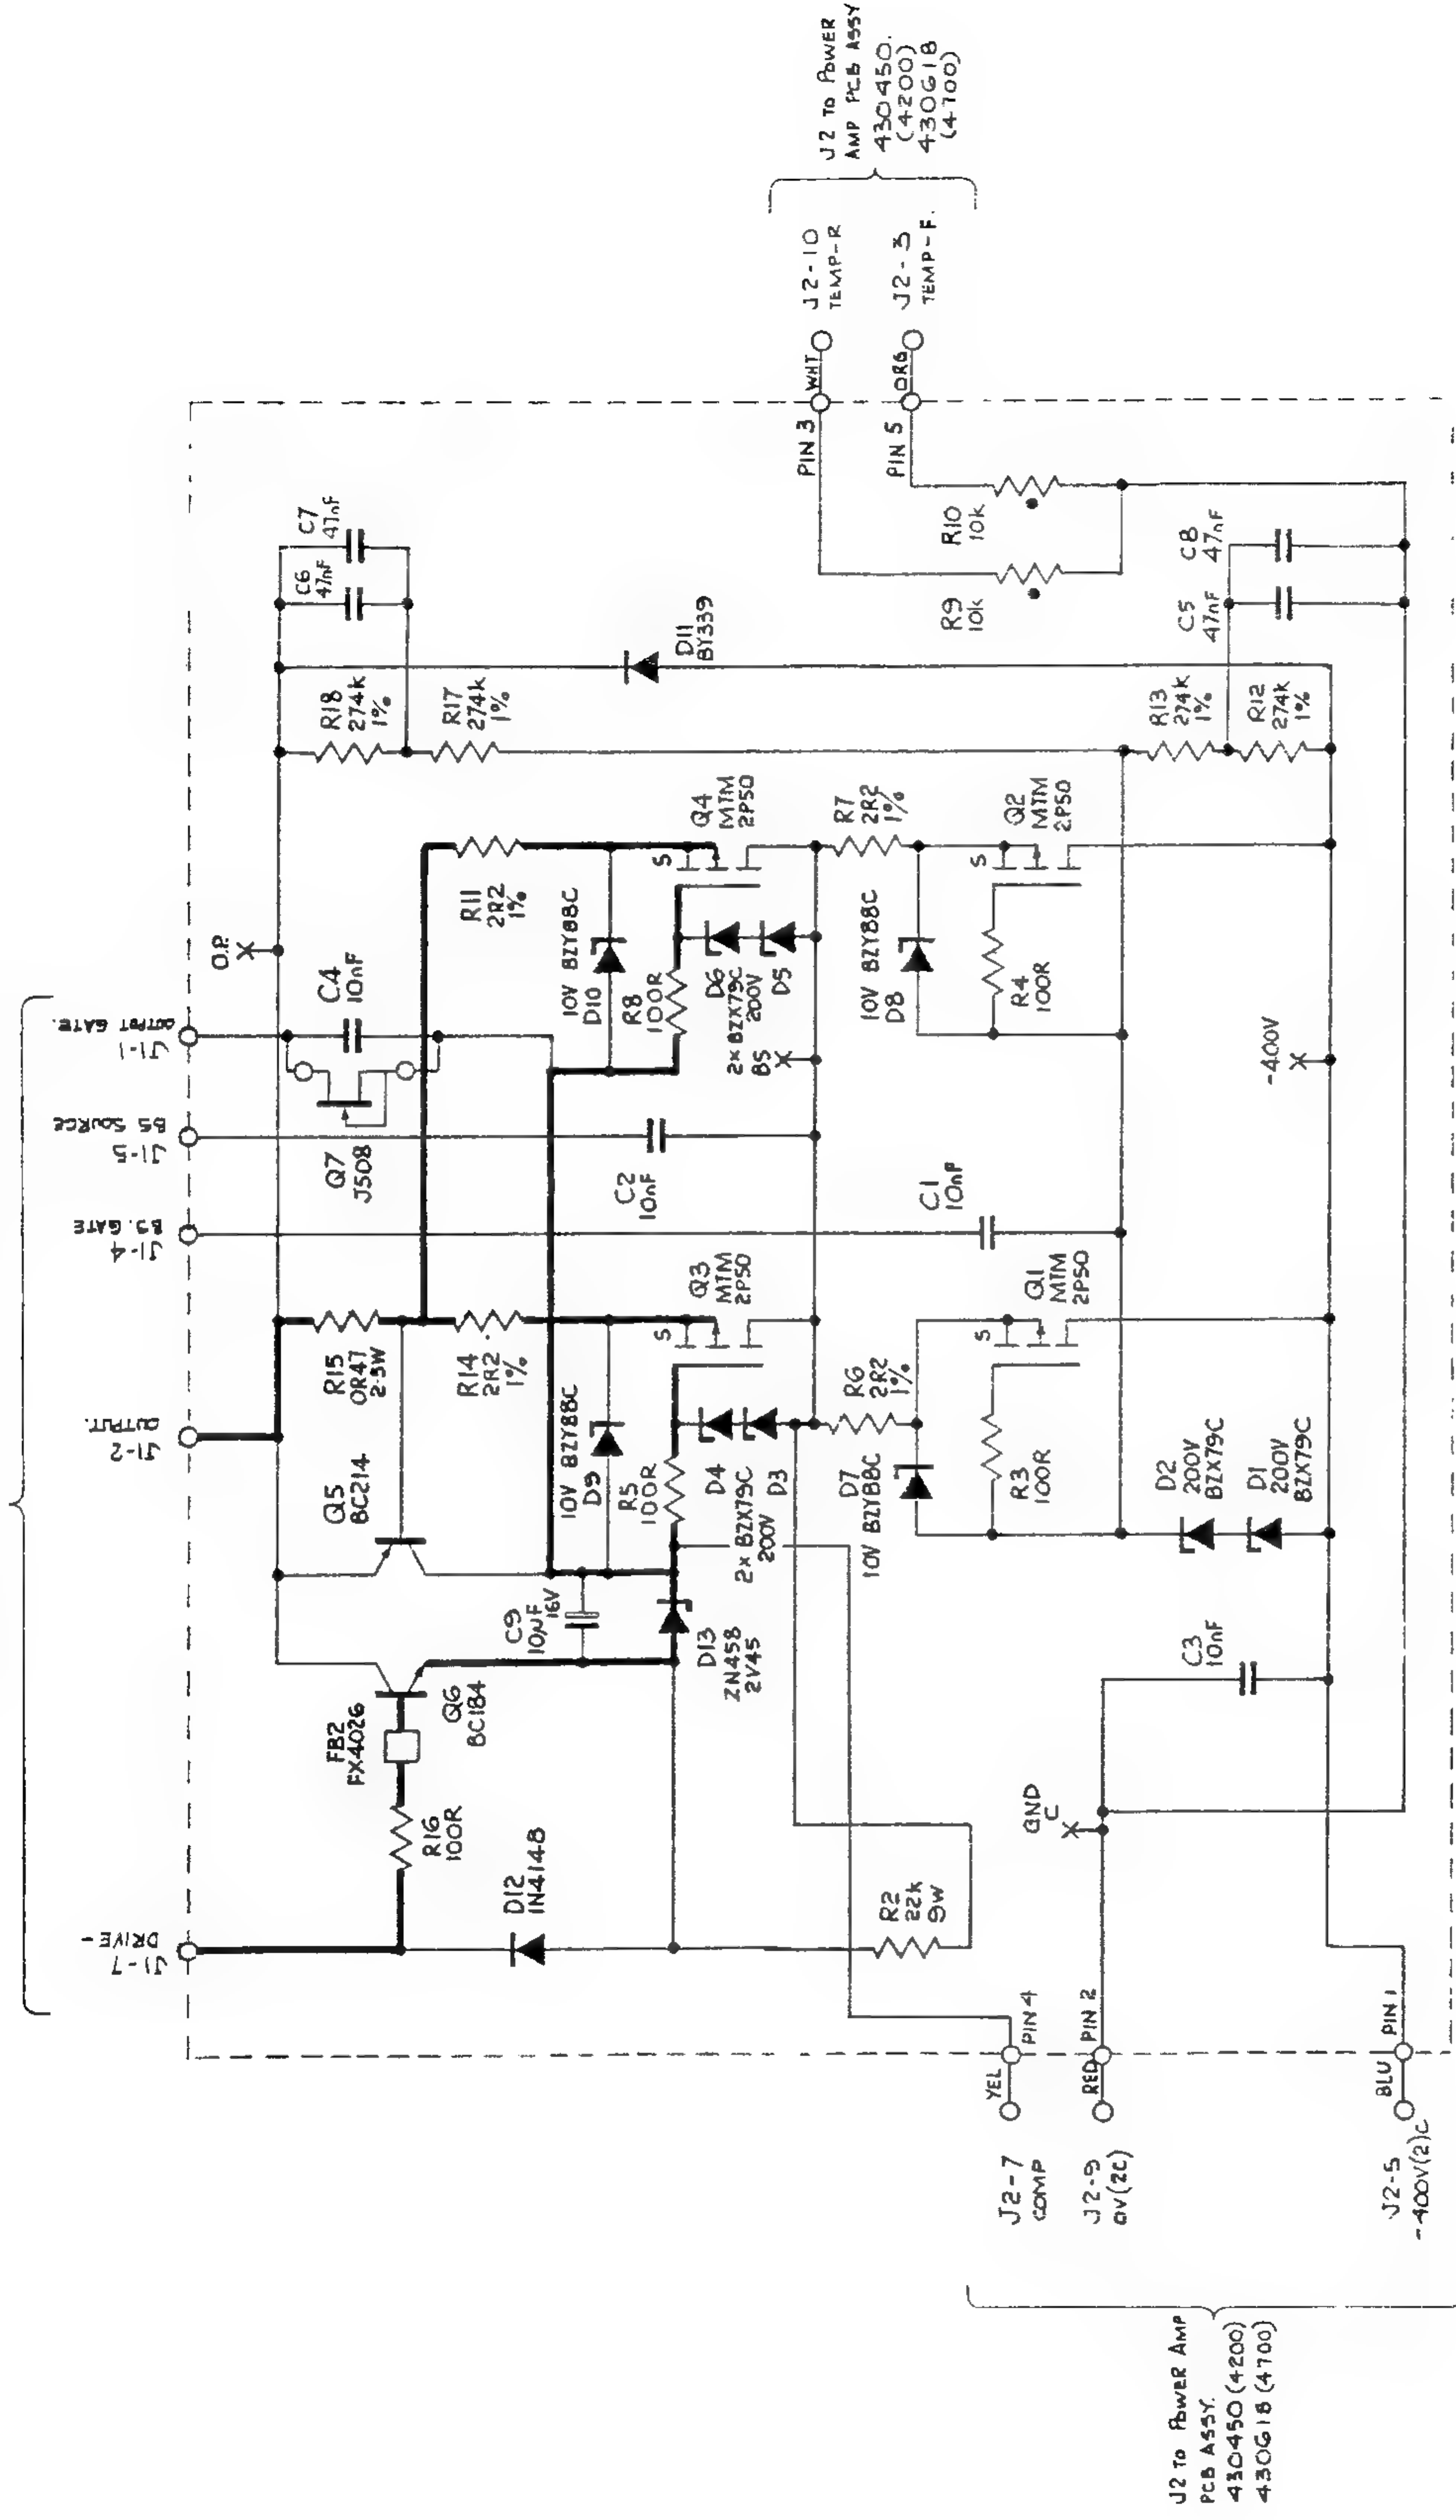 J2 TO POWER
AMP PCB ASSY
430450.
(4200)
430618
(4700)
J2-10
TEMP-R
J2-3
TEMP-F.
WHT
ORG
PIN 3
PIN 5
C7
47nF
C6
47nF
R10
10k
R9
10k
C8
47nF
C5
47nF
D11
BY339
R18
274k
1%
R17
274k
1%
R13
274k
1%
R12
274k
1%
O.P.
C4
10nF
R11
2R2
1%
10V BZY88C
D10
R8
100R
Q4
MTM
2P50
S
D6
2x BZX79C
200V
D5
BS
R7
2R2
1%
10V BZY88C
D8
Q2
MTM
2P50
S
R4
100R
-400V
J1-1
OUTPUT GATE.
J1-5
BS SOURCE
J1-4
BS. GATE
J1-2
OUTPUT.
J1-7
DRIVE-
Q7
J508
C2
10nF
C1
10nF
R15
0R47
2.5W
R14
2R2
1%
Q5
BC214
10V BZY88C
D9
R5
100R
Q3
MTM
2P50
S
D4
2x BZX79C
200V
D3
R6
2R2
1%
D7
10V BZY88C
Q1
MTM
2P50
S
R3
100R
D2
200V
BZX79C
D1
200V
BZX79C
C9
10µF
16V
D13
ZN458
2V45
FB2
FX4026
Q6
BC184
R16
100R
D12
1N4148
R2
22k
9W
GND
C
C3
10nF
PIN 4
PIN 2
PIN 1
YEL
RED
BLU
J2-7
COMP
J2-9
0V(2C)
J2-5
-400V(2)C
J2 TO POWER AMP
PCB ASSY.
430450 (4200)
430618 (4700)